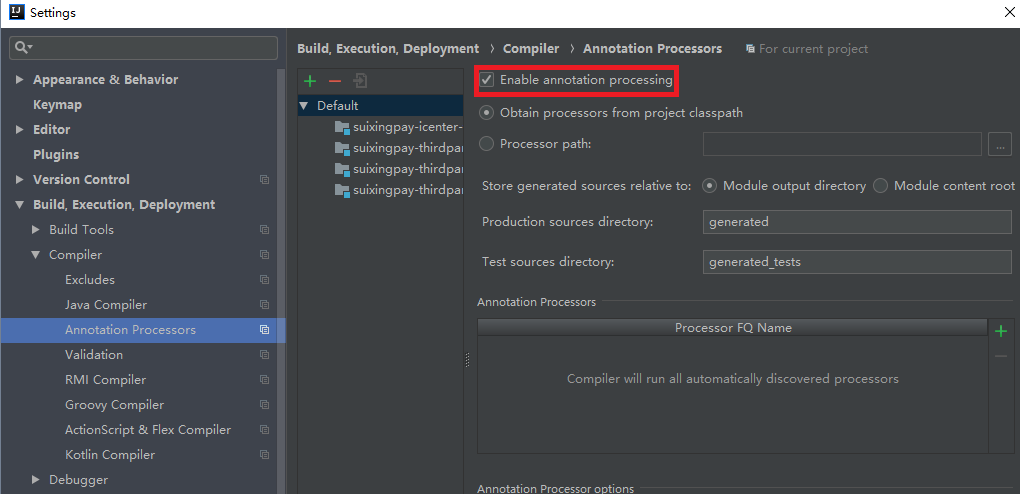 IJ
Settings
Appearance & Behavior
Keymap
Editor
Plugins
Version Control
Build, Execution, Deployment
Build Tools
Compiler
Excludes
Java Compiler
Annotation Processors
Validation
RMI Compiler
Groovy Compiler
ActionScript & Flex Compiler
Kotlin Compiler
Debugger
Build, Execution, Deployment › Compiler › Annotation Processors For current project
Default
suixingpay-icenter-
suixingpay-thirdpar
suixingpay-thirdpar
suixingpay-thirdpar
Enable annotation processing
Obtain processors from project classpath
Processor path:
...
Store generated sources relative to: Module output directory Module content root
Production sources directory: generated
Test sources directory: generated_tests
Annotation Processors
Processor FQ Name
Compiler will run all automatically discovered processors
Annotation Processor options